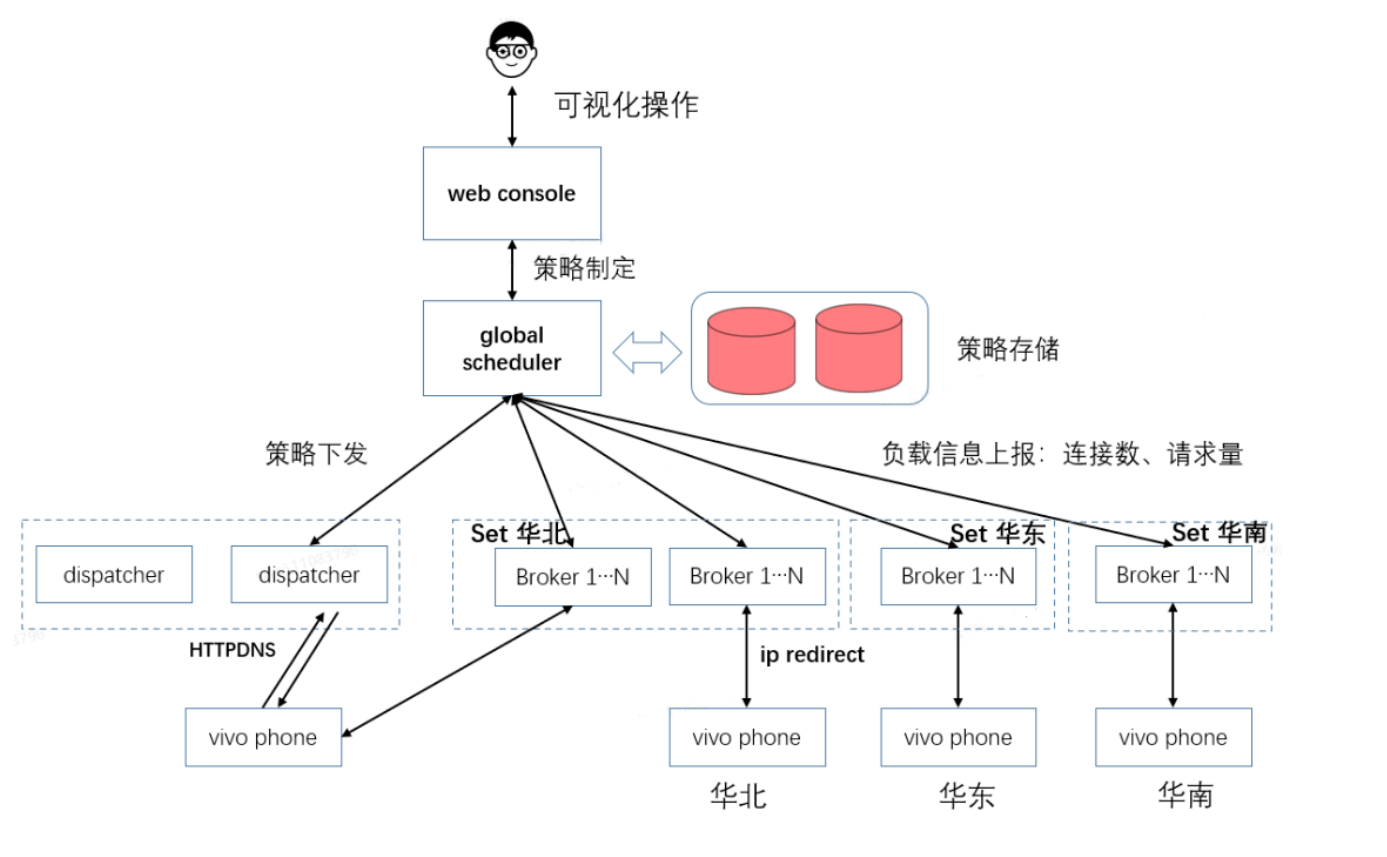 可视化操作
web console
策略制定
global
scheduler
策略存储
策略下发
负载信息上报：连接数、请求量
Set 华北
Set 华东
Set 华南
dispatcher
dispatcher
Broker 1···N
Broker 1···N
Broker 1···N
Broker 1···N
HTTPDNS
ip redirect
vivo phone
vivo phone
vivo phone
vivo phone
华北
华东
华南